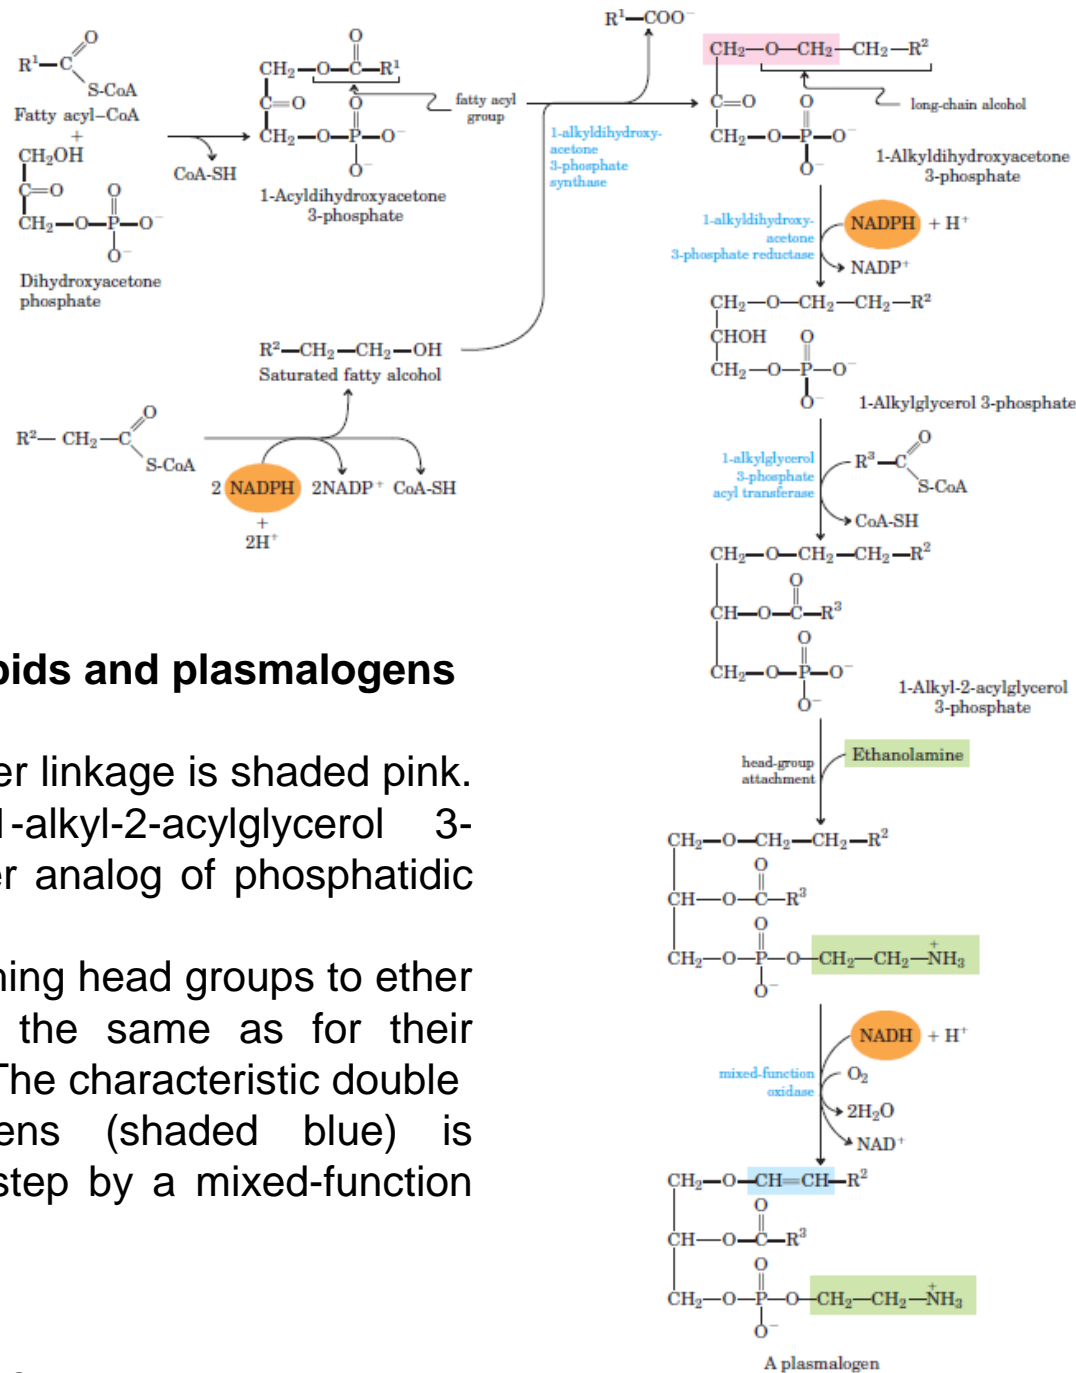 R¹—COO⁻
O
R¹—C
S-CoA
Fatty acyl–CoA
+
CH₂OH
C=O O
CH₂—O—P—O⁻
O⁻
Dihydroxyacetone
phosphate
CoA-SH
O
CH₂—O—C—R¹
C=O O
CH₂—O—P—O⁻
O⁻
1-Acyldihydroxyacetone
3-phosphate
fatty acyl
group
1-alkyldihydroxy-
acetone
3-phosphate
synthase
CH₂—O—CH₂—CH₂—R²
C=O O
CH₂—O—P—O⁻
O⁻
long-chain alcohol
1-Alkyldihydroxyacetone
3-phosphate
1-alkyldihydroxy-
acetone
3-phosphate reductase
NADPH + H⁺
NADP⁺
R²—CH₂—CH₂—OH
Saturated fatty alcohol
R²— CH₂—C
O
S-CoA
2 NADPH 2NADP⁺ CoA-SH
+
2H⁺
CH₂—O—CH₂—CH₂—R²
CHOH O
CH₂—O—P—O⁻
O⁻
1-Alkylglycerol 3-phosphate
1-alkylglycerol
3-phosphate
acyl transferase
O
R³—C
S-CoA
CoA-SH
CH₂—O—CH₂—CH₂—R²
O
CH—O—C—R³
O
CH₂—O—P—O⁻
O⁻
1-Alkyl-2-acylglycerol
3-phosphate
pids and plasmalogens
er linkage is shaded pink.
1-alkyl-2-acylglycerol 3-
er analog of phosphatidic
hing head groups to ether
the same as for their
The characteristic double
ens (shaded blue) is
step by a mixed-function
head-group
attachment
Ethanolamine
CH₂—O—CH₂—CH₂—R²
O
CH—O—C—R³
O
CH₂—O—P—O—CH₂—CH₂—N⁺H₃
O⁻
mixed-function
oxidase
NADH + H⁺
O₂
2H₂O
NAD⁺
CH₂—O—CH=CH—R²
O
CH—O—C—R³
O
CH₂—O—P—O—CH₂—CH₂—N⁺H₃
O⁻
A plasmalogen